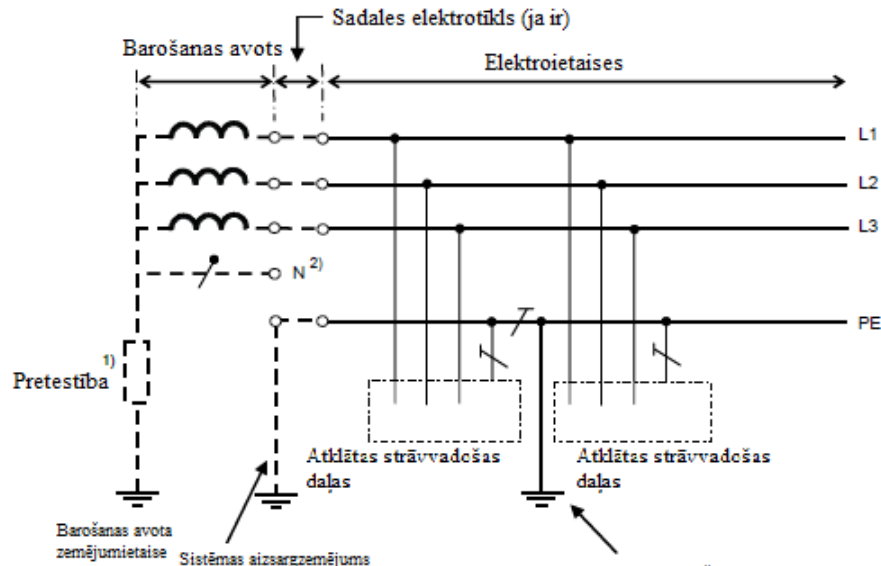 Sadales elektrotīkls (ja ir)
Barošanas avots
Elektroietaises
L1
L2
L3
N 2)
PE
1)
Pretestība
Atklātas strāvvadošas
daļas
Atklātas strāvvadošas
daļas
Barošanas avota
zemējumietaise
Sistēmas aizsargzemējums